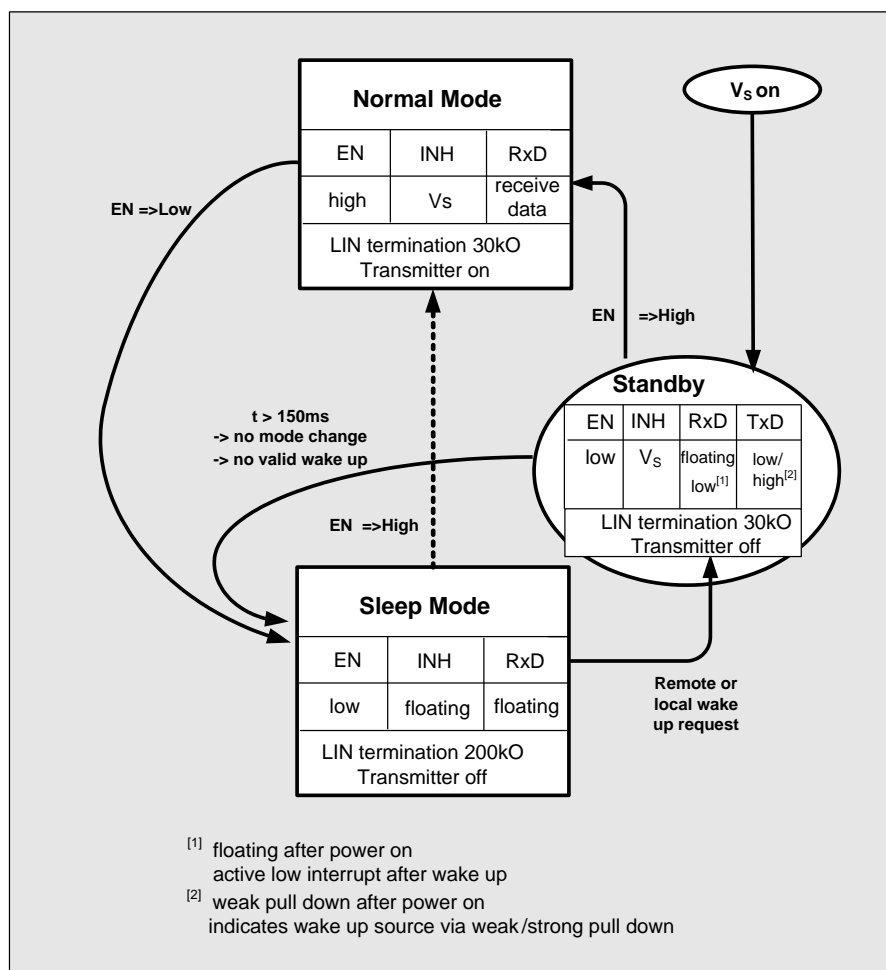 Normal Mode
EN INH RxD
high Vs receive data
LIN termination 30kO
Transmitter on
VS on
EN =>Low
EN =>High
t > 150ms
-> no mode change
-> no valid wake up
EN =>High
Standby
EN INH RxD TxD
low VS floating low[1] low/ high[2]
LIN termination 30kO
Transmitter off
Sleep Mode
EN INH RxD
low floating floating
LIN termination 200kO
Transmitter off
Remote or
local wake
up request
[1] floating after power on
active low interrupt after wake up
[2] weak pull down after power on
indicates wake up source via weak/strong pull down